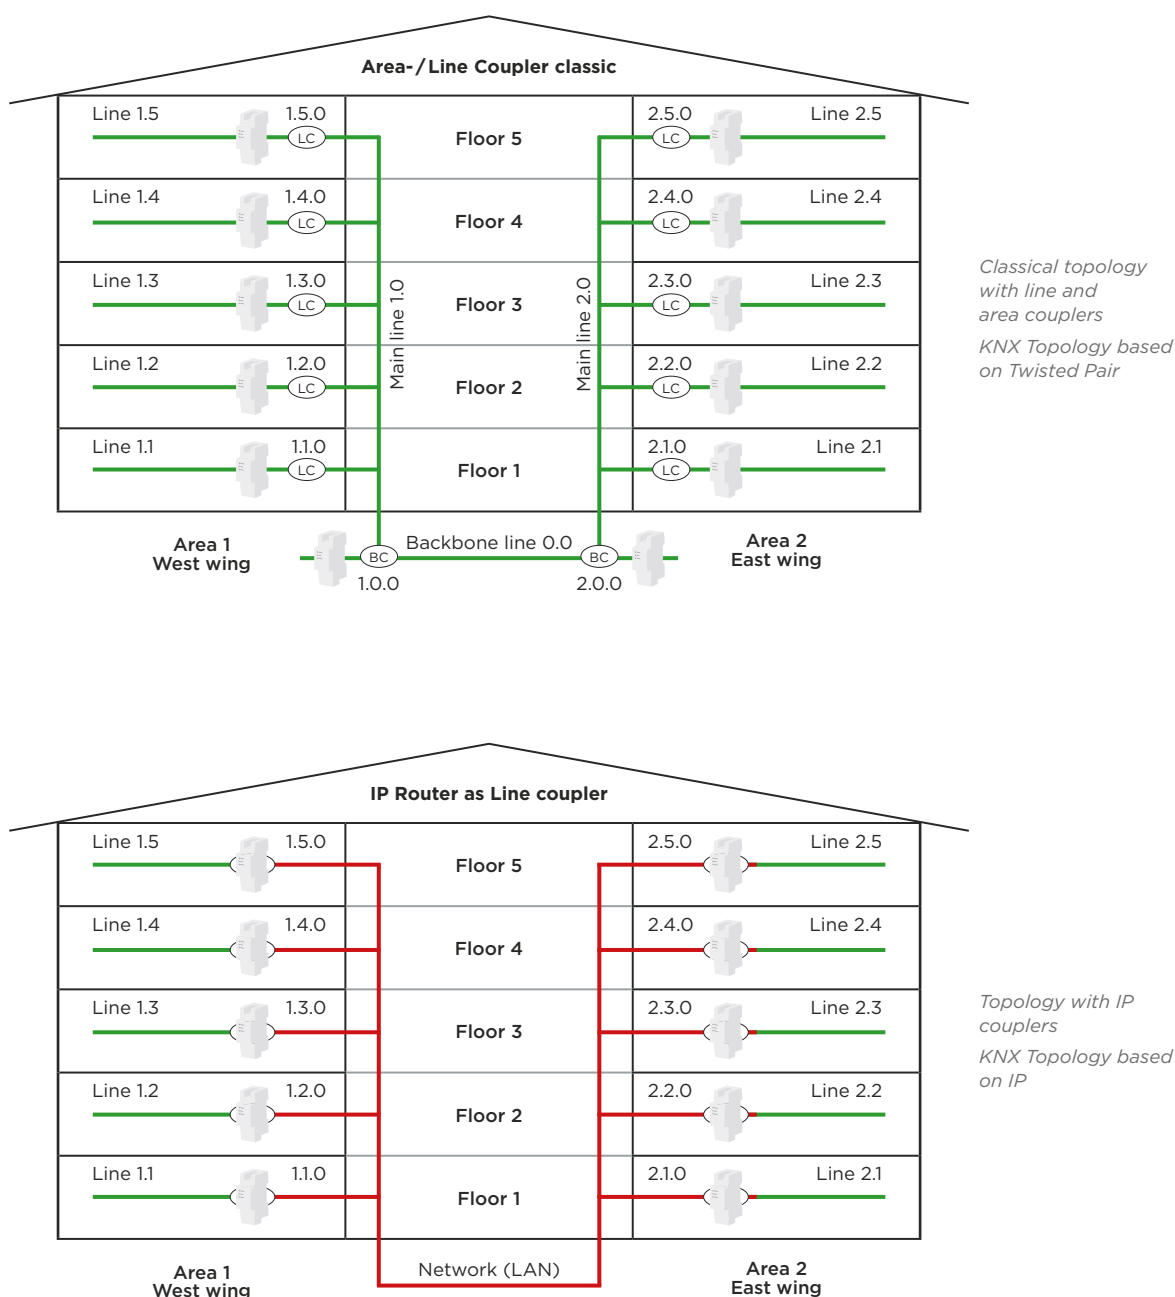 Area-/Line Coupler classic
Line 1.5 1.5.0 LC Floor 5 2.5.0 LC Line 2.5
Line 1.4 1.4.0 LC Floor 4 2.4.0 LC Line 2.4
Line 1.3 1.3.0 LC Floor 3 2.3.0 LC Line 2.3
Line 1.2 1.2.0 LC Floor 2 2.2.0 LC Line 2.2
Line 1.1 1.1.0 LC Floor 1 2.1.0 LC Line 2.1
Main line 1.0
Main line 2.0
Area 1
West wing
BC Backbone line 0.0 BC
1.0.0 2.0.0
Area 2
East wing
Classical topology
with line and
area couplers
KNX Topology based
on Twisted Pair
IP Router as Line coupler
Line 1.5 1.5.0 Floor 5 2.5.0 Line 2.5
Line 1.4 1.4.0 Floor 4 2.4.0 Line 2.4
Line 1.3 1.3.0 Floor 3 2.3.0 Line 2.3
Line 1.2 1.2.0 Floor 2 2.2.0 Line 2.2
Line 1.1 1.1.0 Floor 1 2.1.0 Line 2.1
Area 1
West wing
Network (LAN)
Area 2
East wing
Topology with IP
couplers
KNX Topology based
on IP